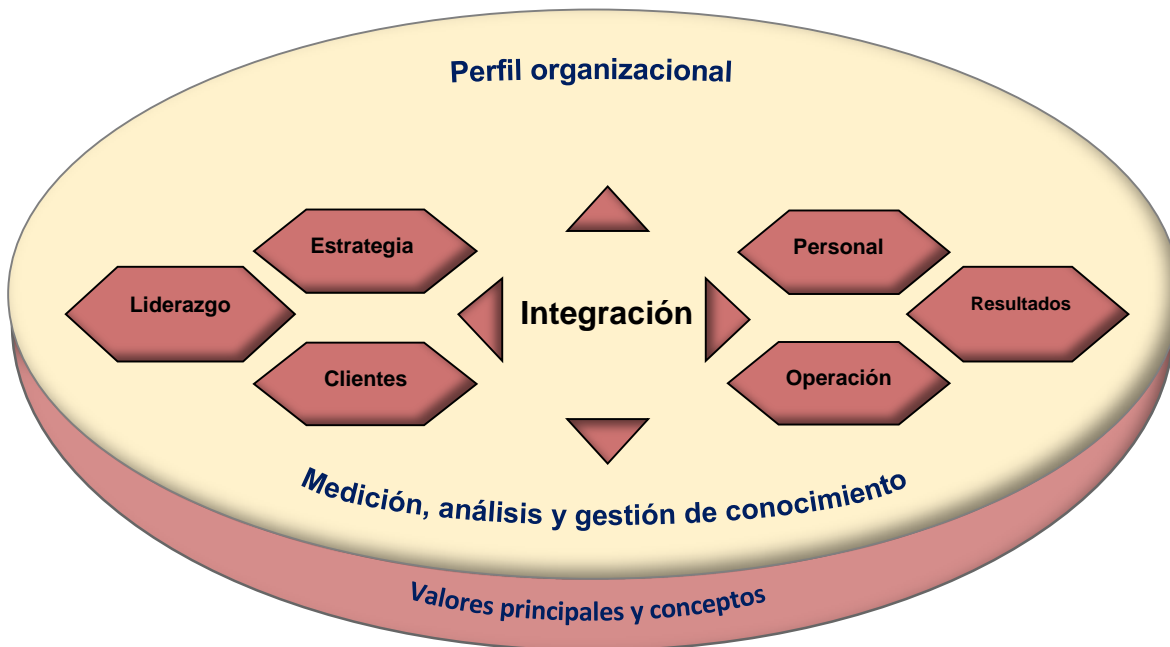 Perfil organizacional
Estrategia
Personal
Liderazgo
Integración
Resultados
Clientes
Operación
Medición, análisis y gestión de conocimiento
Valores principales y conceptos